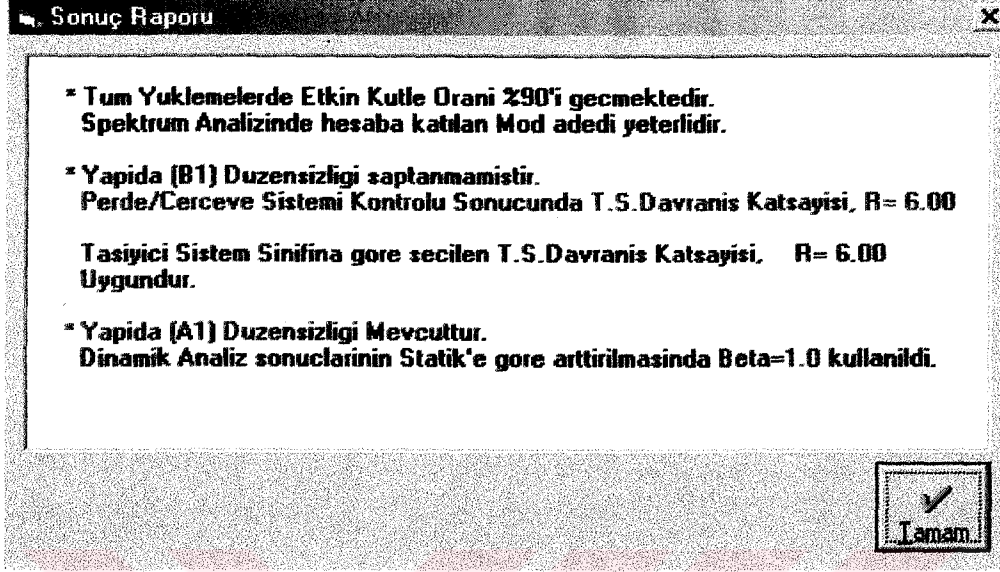 Sonuç Raporu
* Tum Yuklemelerde Etkin Kutle Orani %90'i gecmektedir.
Spektrum Analizinde hesaba katılan Mod adedi yeterlidir.
* Yapida (B1) Duzensizligi saptanmamistir.
Perde/Cerceve Sistemi Kontrolu Sonucunda T.S.Davranis Katsayisi, R= 6.00
Tasiyici Sistem Sinifina gore secilen T.S.Davranis Katsayisi, R= 6.00
Uygundur.
* Yapida (A1) Duzensizligi Mevcuttur.
Dinamik Analiz sonuclarinin Statik'e gore arttirilmasinda Beta=1.0 kullanildi.
Tamam